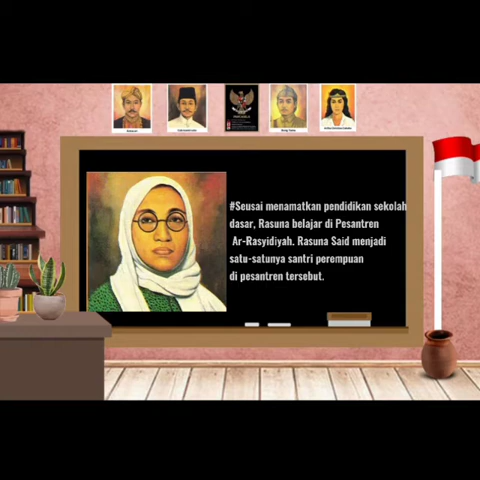 #Seusai menamatkan pendidikan sekolah
dasar, Rasuna belajar di Pesantren
Ar-Rasyidiyah. Rasuna Said menjadi
satu-satunya santri perempuan
di pesantren tersebut.